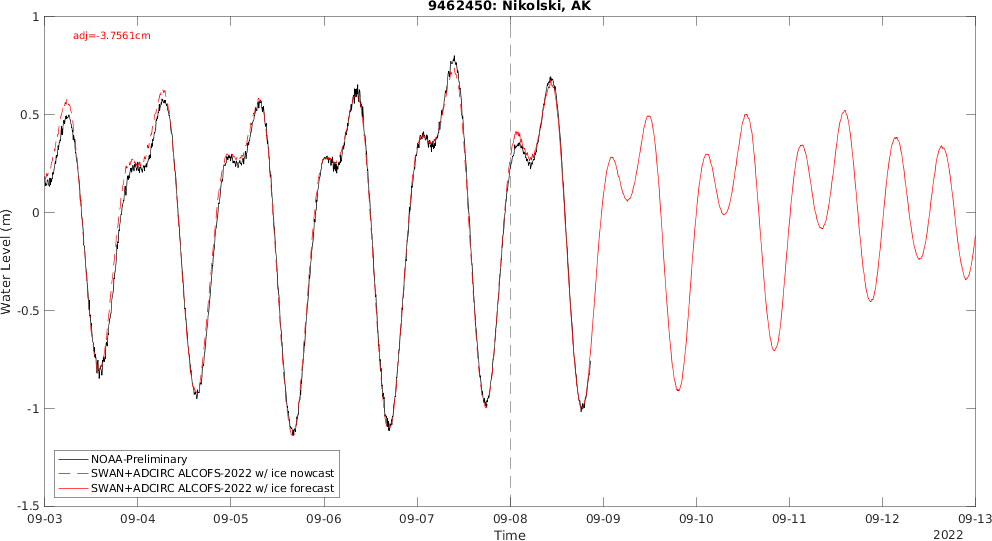 9462450: Nikolski, AK
adj=-3.7561cm
Water Level (m)
1
0.5
0
-0.5
-1
-1.5
NOAA-Preliminary
SWAN+ADCIRC ALCOFS-2022 w/ ice nowcast
SWAN+ADCIRC ALCOFS-2022 w/ ice forecast
09-03 09-04 09-05 09-06 09-07 09-08 09-09 09-10 09-11 09-12 09-13
Time
2022